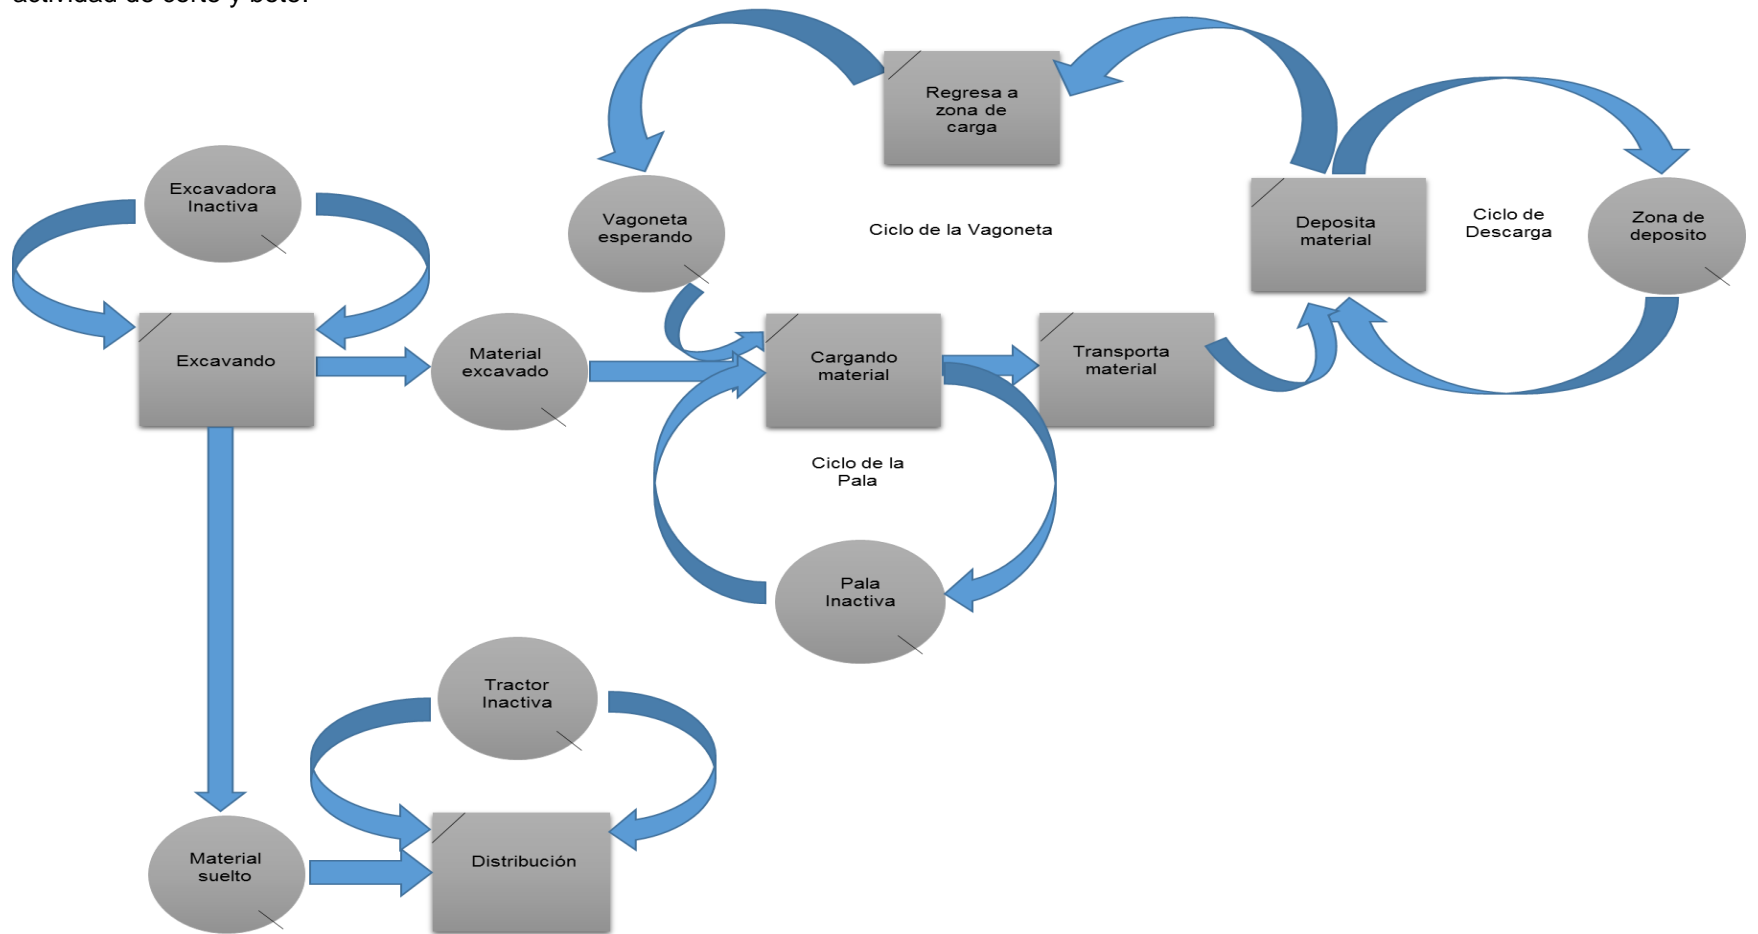 Regresa a
zona de
carga
Excavadora
Inactiva
Vagoneta
esperando
Ciclo de la Vagoneta
Deposita
material
Ciclo de
Descarga
Zona de
deposito
Excavando
Material
excavado
Cargando
material
Transporta
material
Ciclo de la
Pala
Pala
Inactiva
Tractor
Inactiva
Material
suelto
Distribución